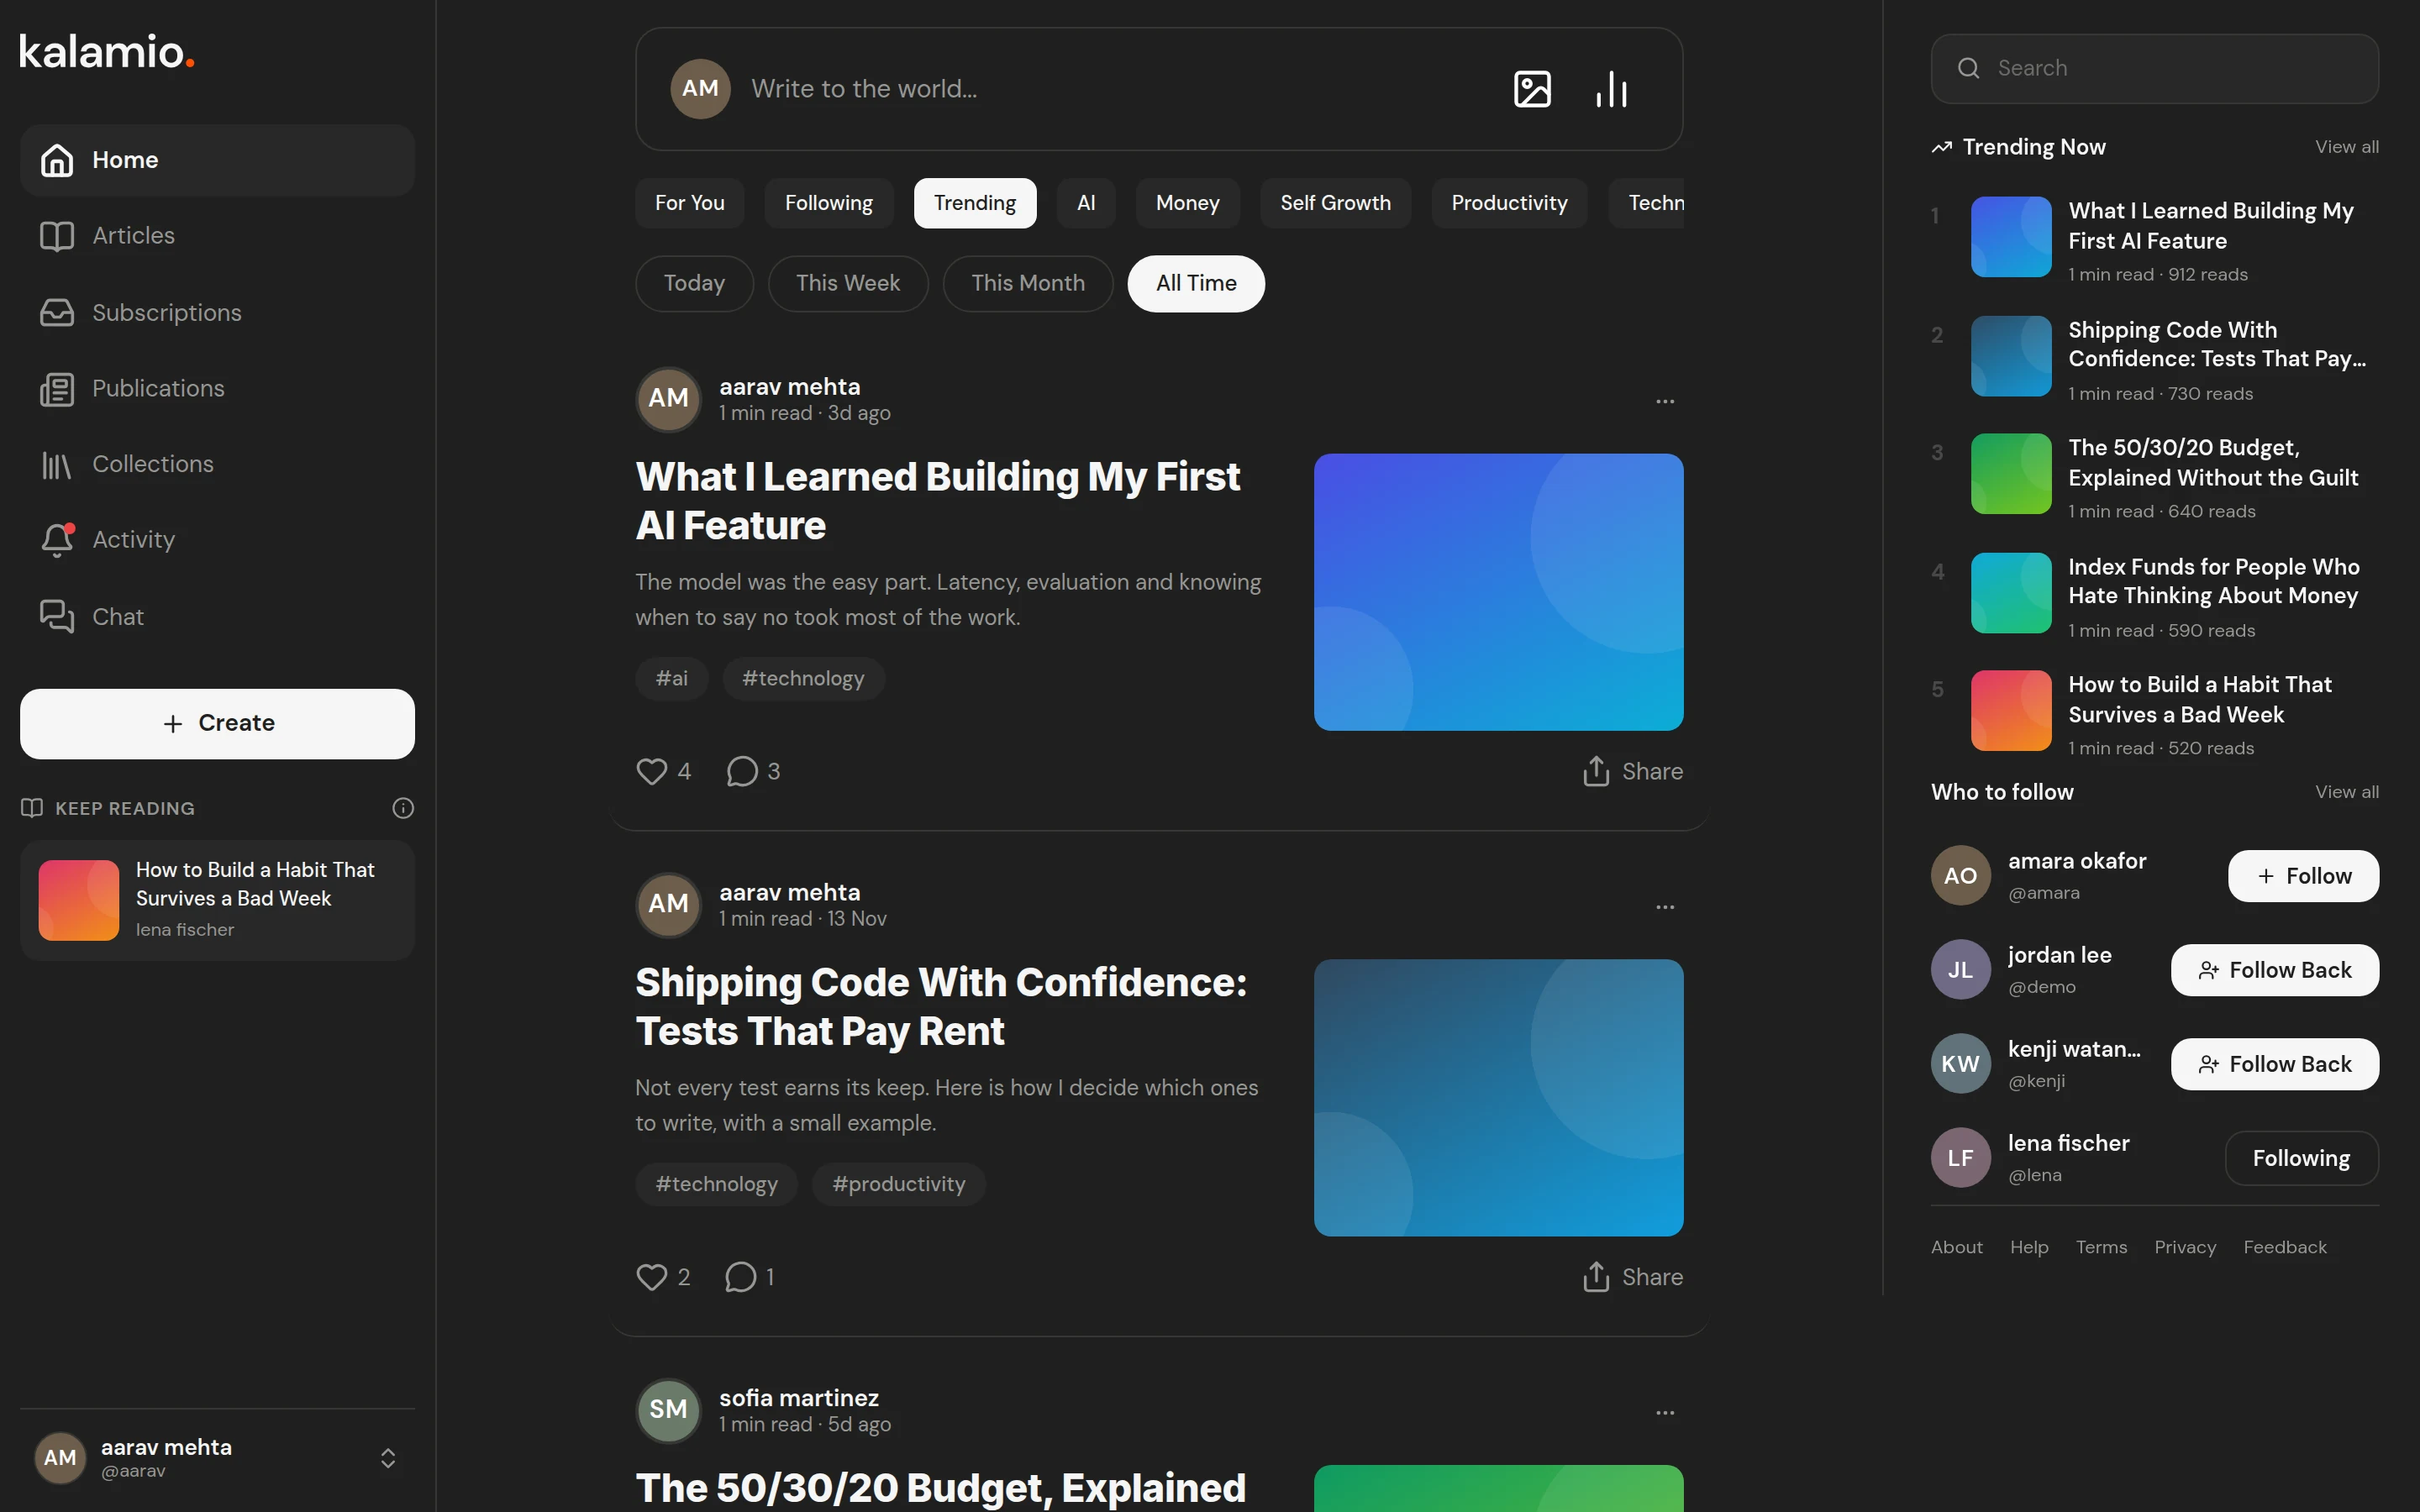 kalamio.
Home
Articles
Subscriptions
Publications
Collections
Activity
Chat
Create
KEEP READING
How to Build a Habit That
Survives a Bad Week
lena fischer
AM
aarav mehta
@aarav
AM
Write to the world...
For You
Following
Trending
AI
Money
Self Growth
Productivity
Techn
Today
This Week
This Month
All Time
AM
aarav mehta
1 min read · 3d ago
What I Learned Building My First
AI Feature
The model was the easy part. Latency, evaluation and knowing
when to say no took most of the work.
#ai
#technology
4
3
Share
AM
aarav mehta
1 min read · 13 Nov
Shipping Code With Confidence:
Tests That Pay Rent
Not every test earns its keep. Here is how I decide which ones
to write, with a small example.
#technology
#productivity
2
1
Share
SM
sofia martinez
1 min read · 5d ago
The 50/30/20 Budget, Explained
Search
Trending Now
View all
1
What I Learned Building My
First AI Feature
1 min read · 912 reads
2
Shipping Code With
Confidence: Tests That Pay...
1 min read · 730 reads
3
The 50/30/20 Budget,
Explained Without the Guilt
1 min read · 640 reads
4
Index Funds for People Who
Hate Thinking About Money
1 min read · 590 reads
5
How to Build a Habit That
Survives a Bad Week
1 min read · 520 reads
Who to follow
View all
AO
amara okafor
@amara
Follow
JL
jordan lee
@demo
Follow Back
KW
kenji watan...
@kenji
Follow Back
LF
lena fischer
@lena
Following
About
Help
Terms
Privacy
Feedback